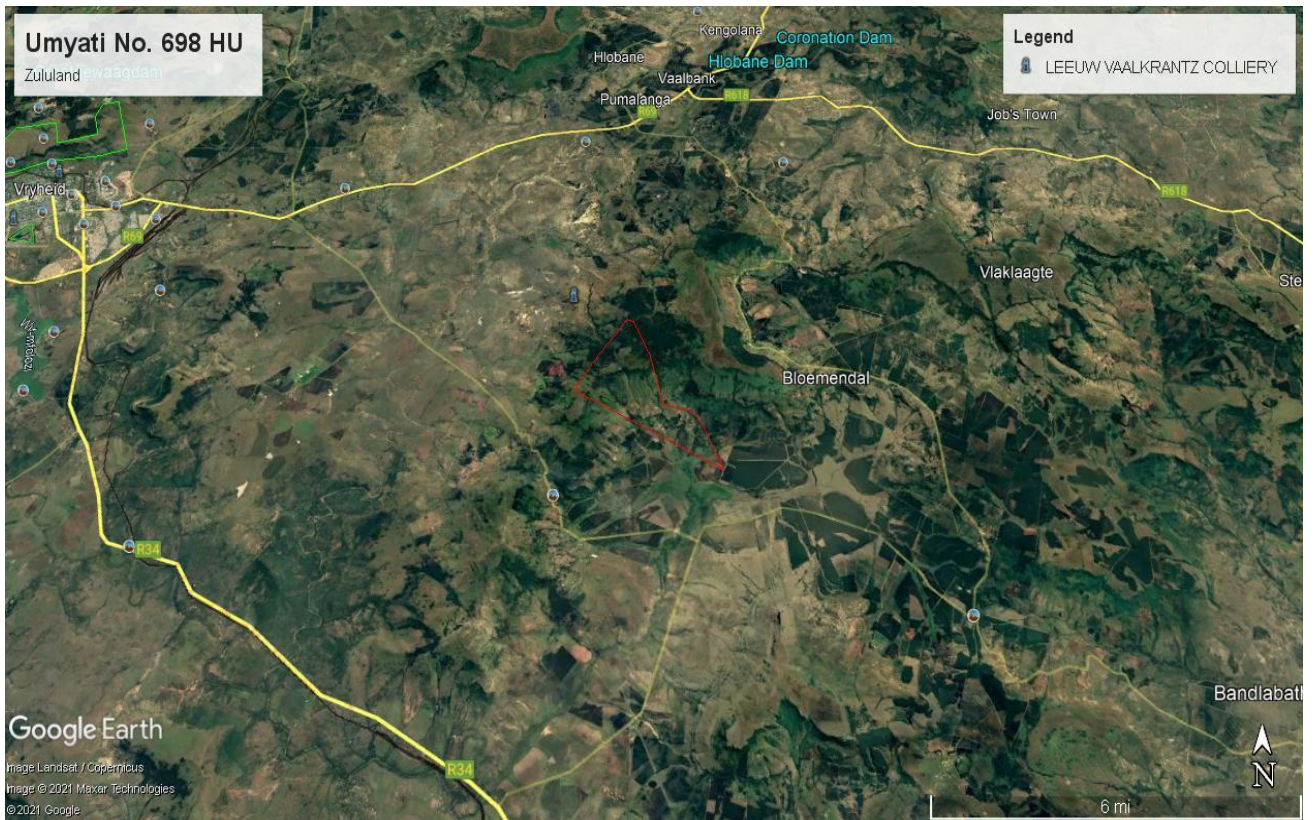 Umyati No. 698 HU
Zululand
Legend
LEEUW VAALKRANTZ COLLIERY
Kengolana
Coronation Dam
Hlobane
Hlobane Dam
Vaalbank
Pumalanga
R618
R69
Job's Town
Vryheid
R618
R69
Vlaklaagte
Bloemendal
R34
Bandlabath
R34
Google Earth
Image Landsat / Copernicus
Image © 2021 Maxar Technologies
© 2021 Google
N
6 mi